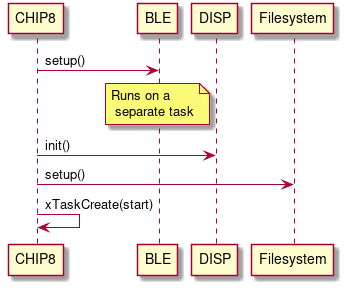 CHIP8 BLE DISP Filesystem
setup()
Runs on a
separate task
init()
setup()
xTaskCreate(start)
CHIP8 BLE DISP Filesystem